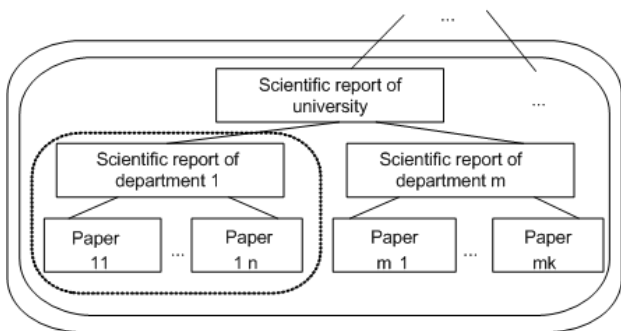 ...
Scientific report of
university
...
Scientific report of
department 1
Scientific report of
department m
Paper
11
...
Paper
1 n
Paper
m 1
...
Paper
mk